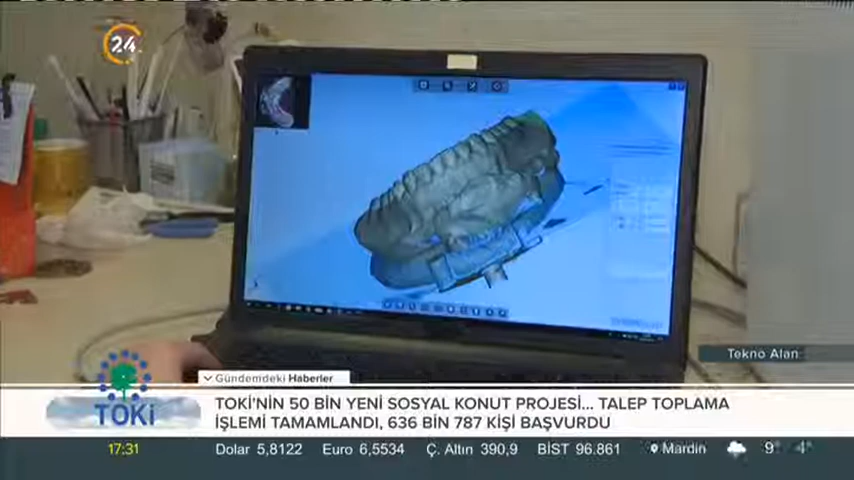 24
Tekno Alan
Gündemdeki Haberler
TOKİ
TOKİ'NİN 50 BİN YENİ SOSYAL KONUT PROJESİ... TALEP TOPLAMA
İŞLEMİ TAMAMLANDI, 636 BİN 787 KİŞİ BAŞVURDU
17:31 Dolar 5,8122 Euro 6,5534 Ç. Altın 390,9 BİST 96.861 Mardin 9° 4°